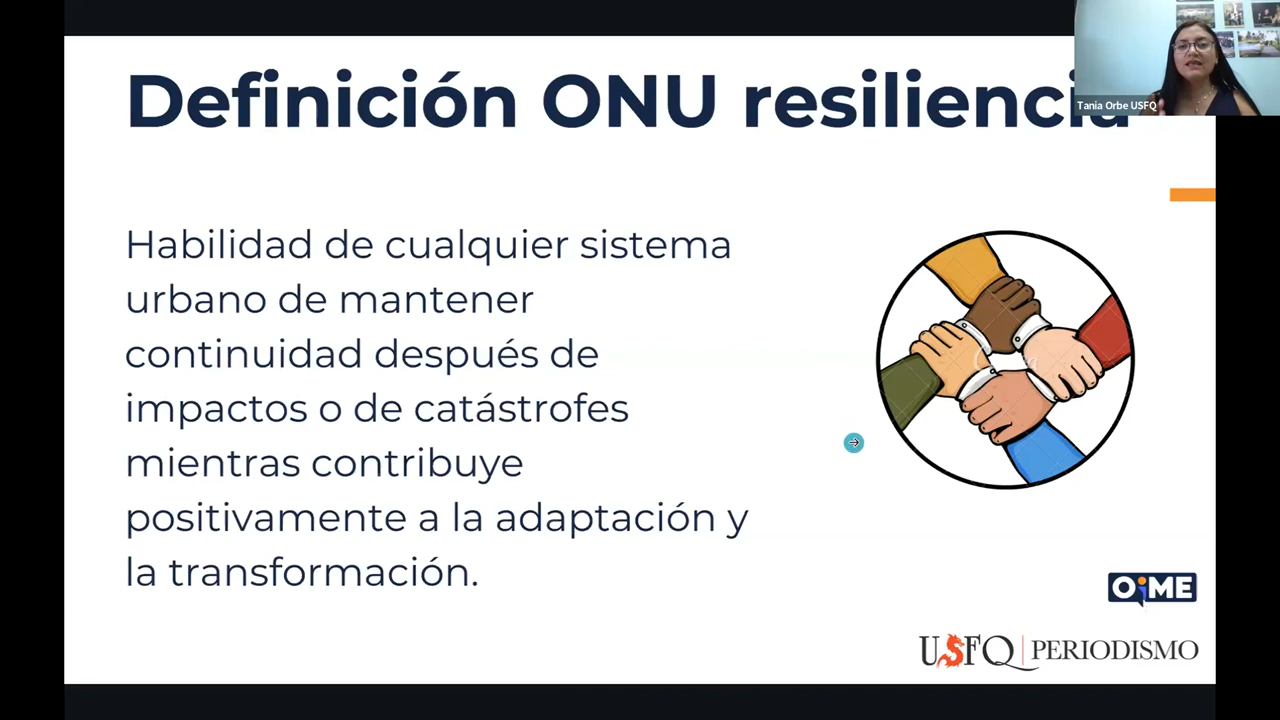 Definición ONU resiliencia
Tania Orbe USFQ
Habilidad de cualquier sistema
urbano de mantener
continuidad después de
impactos o de catástrofes
mientras contribuye
positivamente a la adaptación y
la transformación.
OiME
USFQ | PERIODISMO